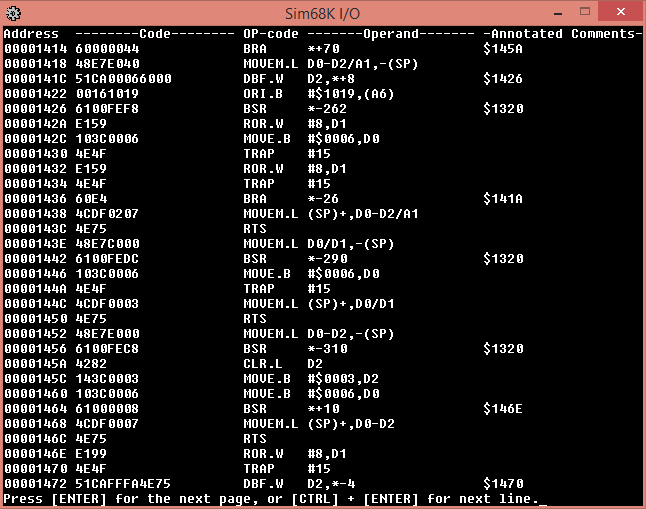 Sim68K I/O
Address --------Code--------- OP-code -------Operand------- -Annotated Comments-
00001414 60000044 BRA *+70 $145A
00001418 48E7E040 MOVEM.L D0-D2/A1,-(SP)
0000141C 51CA00066000 DBF.W D2,*+8 $1426
00001422 00161019 ORI.B #$1019,(A6)
00001426 6100FEF8 BSR *-262 $1320
0000142A E159 ROR.W #8,D1
0000142C 103C0006 MOVE.B #$0006,D0
00001430 4E4F TRAP #15
00001432 E159 ROR.W #8,D1
00001434 4E4F TRAP #15
00001436 60E4 BRA *-26 $141A
00001438 4CDF0207 MOVEM.L (SP)+,D0-D2/A1
0000143C 4E75 RTS
0000143E 48E7C000 MOVEM.L D0/D1,-(SP)
00001442 6100FEDC BSR *-290 $1320
00001446 103C0006 MOVE.B #$0006,D0
0000144A 4E4F TRAP #15
0000144C 4CDF0003 MOVEM.L (SP)+,D0/D1
00001450 4E75 RTS
00001452 48E7E000 MOVEM.L D0-D2,-(SP)
00001456 6100FEC8 BSR *-310 $1320
0000145A 4282 CLR.L D2
0000145C 143C0003 MOVE.B #$0003,D2
00001460 103C0006 MOVE.B #$0006,D0
00001464 61000008 BSR *+10 $146E
00001468 4CDF0007 MOVEM.L (SP)+,D0-D2
0000146C 4E75 RTS
0000146E E199 ROR.W #8,D1
00001470 4E4F TRAP #15
00001472 51CAFFFA4E75 DBF.W D2,*-4 $1470
Press [ENTER] for the next page, or [CTRL] + [ENTER] for next line._